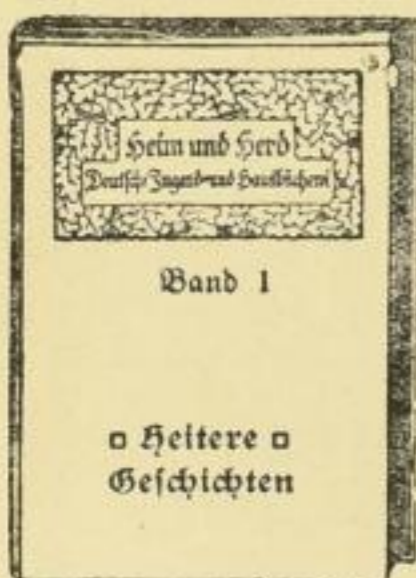 Heim und Herd
Deutsche Jugend- und Hausbücherei
Band 1
Heitere
Geschichten